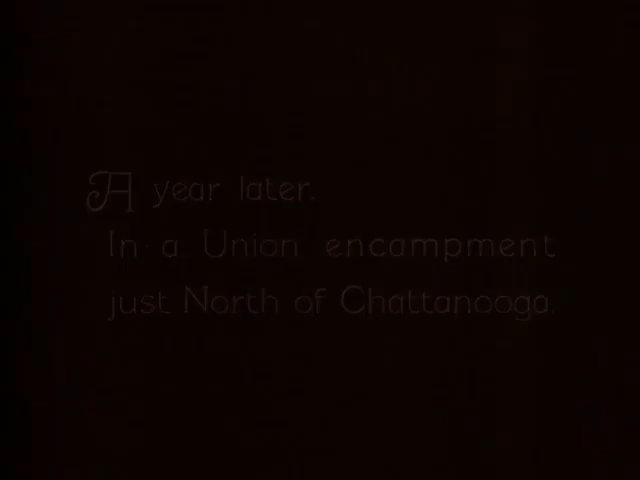 A year later.
In a Union encampment
just North of Chattanooga.